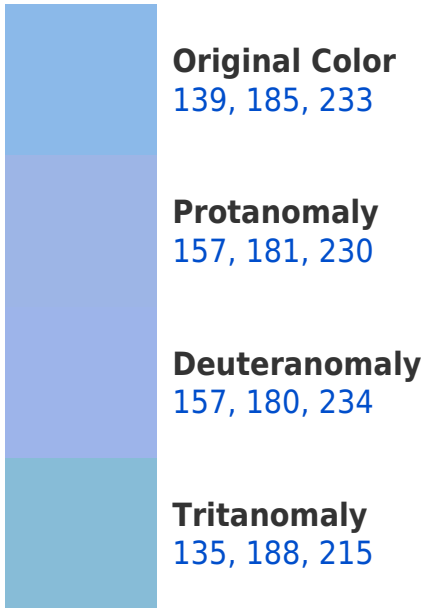 Original Color
139, 185, 233
Protanomaly
157, 181, 230
Deuteranomaly
157, 180, 234
Tritanomaly
135, 188, 215